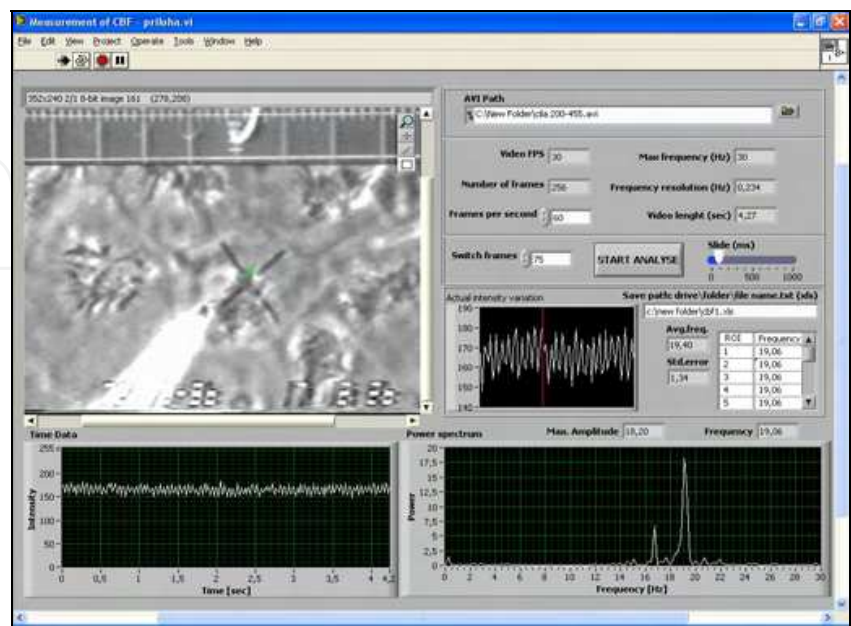 Measurement of CBF - priloha.vi
File Edit View Project Operate Tools Window Help
352x240 2/1 8-bit image 161 (278,208)
AVI Path
C:\New Folder\cilia 200-455.avi
Video FPS 30
Max frequency (Hz) 30
Number of frames 256
Frequency resolution (Hz) 0,234
Frames per second 60
Video lenght (sec) 4,27
Switch frames 75
START ANALYSE
Slide (ms)
0 500 1000
Actual intensity variation
Save path: drive\folder\file name.txt (xls)
c:\new folder\cbf1.xls
190
180
170
160
150
140
Avg.freq.
19,40
Std.error
1,34
ROI Frequency
1 19,06
2 19,06
3 19,06
4 19,06
5 19,06
Time Data
Power spectrum
Max. Amplitude 18,20
Frequency 19,06
255
200
150
100
50
0
Intensity
0 0,5 1 1,5 2 2,5 3 3,5 4 4,2
Time [sec]
20
17,5
15
12,5
10
7,5
5
2,5
0
Power
0 2 4 6 8 10 12 14 16 18 20 22 24 26 28 30
Frequency [Hz]